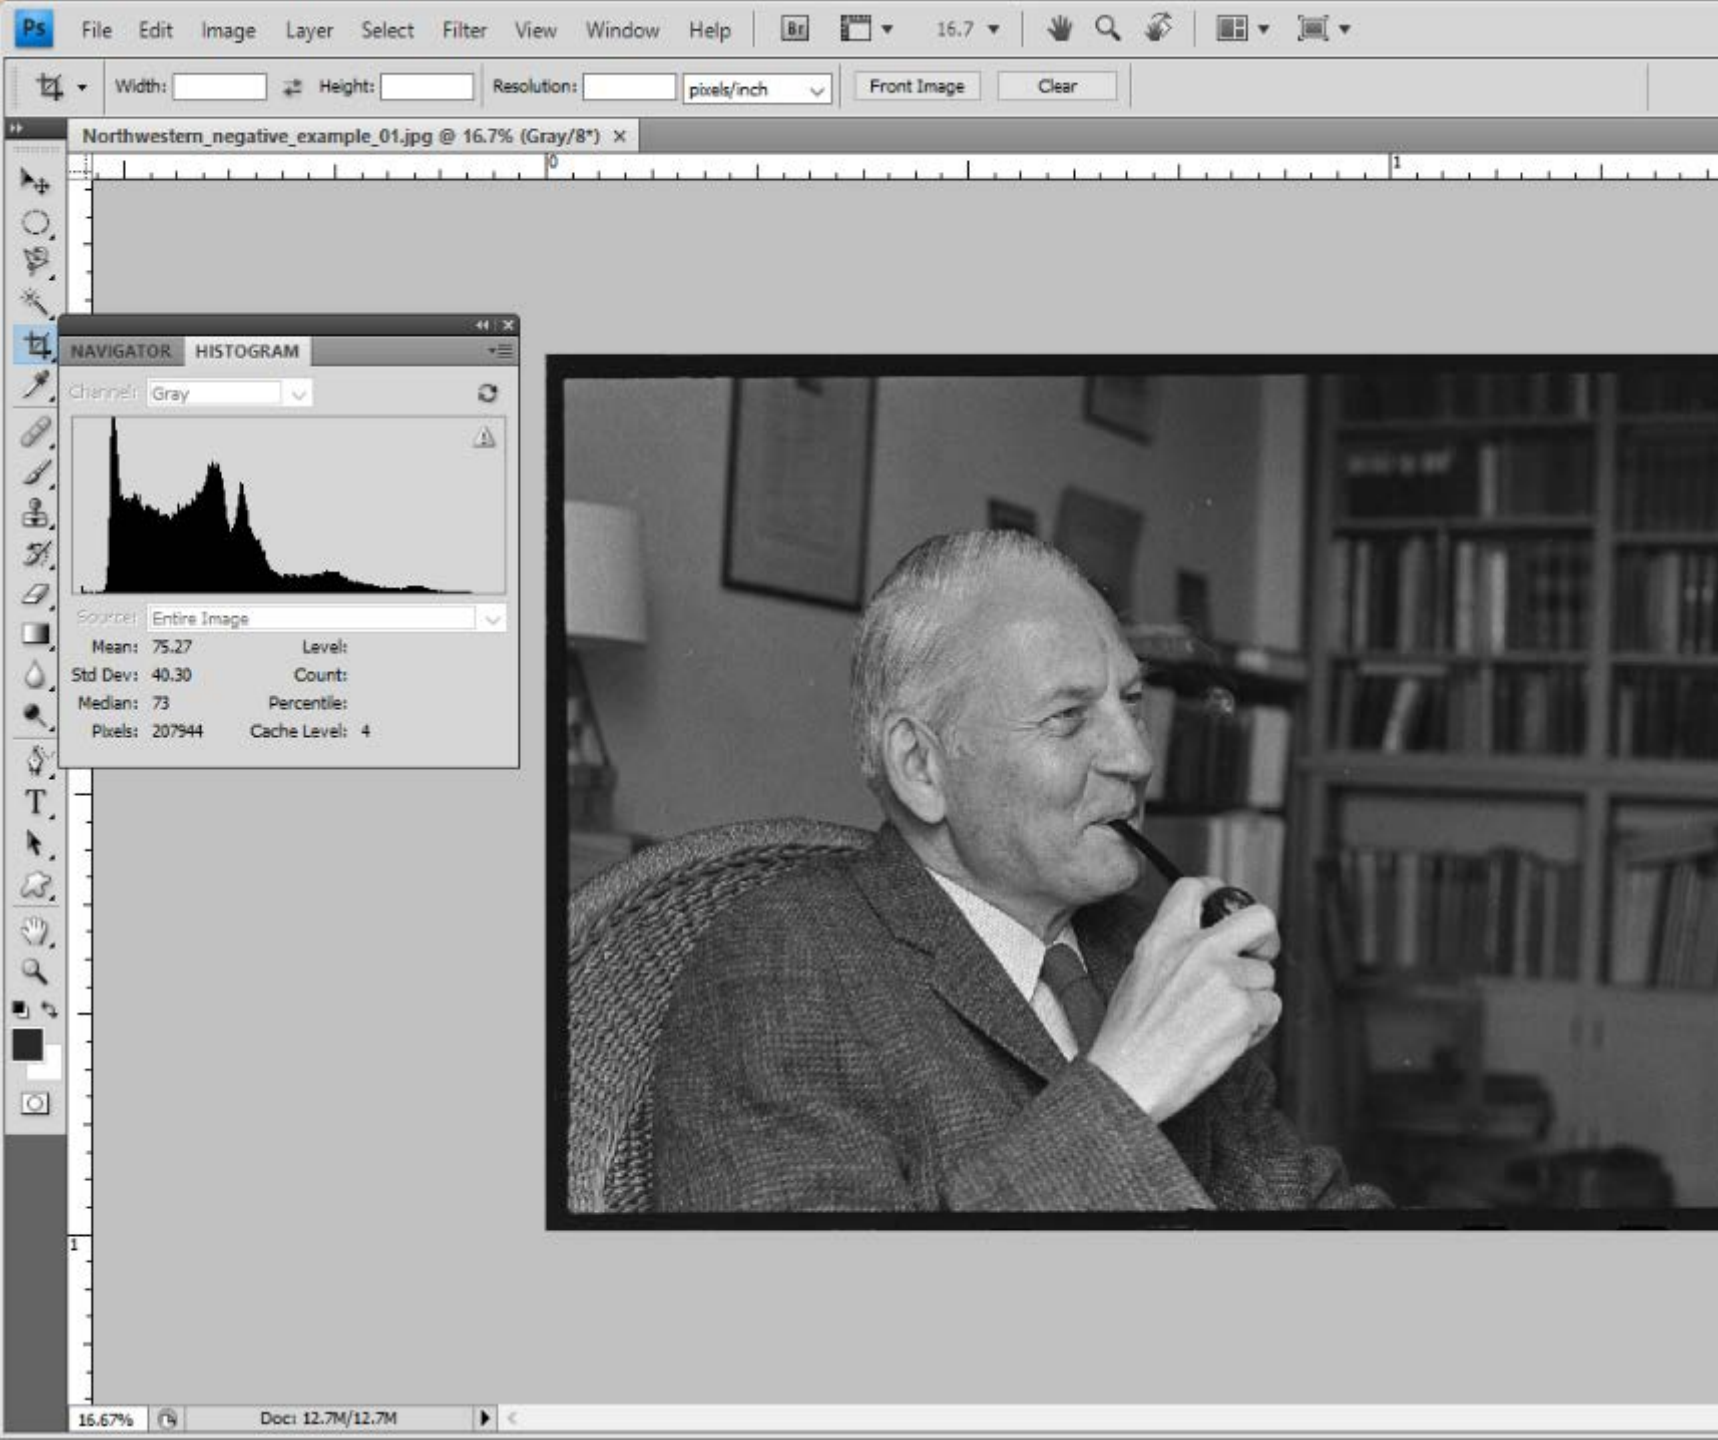 Ps File Edit Image Layer Select Filter View Window Help Br 16.7
Width: Height: Resolution: pixels/inch Front Image Clear
Northwestern_negative_example_01.jpg @ 16.7% (Gray/8*) ×
0 1
NAVIGATOR HISTOGRAM
Channel: Gray
Source: Entire Image
Mean: 75.27 Level:
Std Dev: 40.30 Count:
Median: 73 Percentile:
Pixels: 207944 Cache Level: 4
T
1
16.67% Doc: 12.7M/12.7M